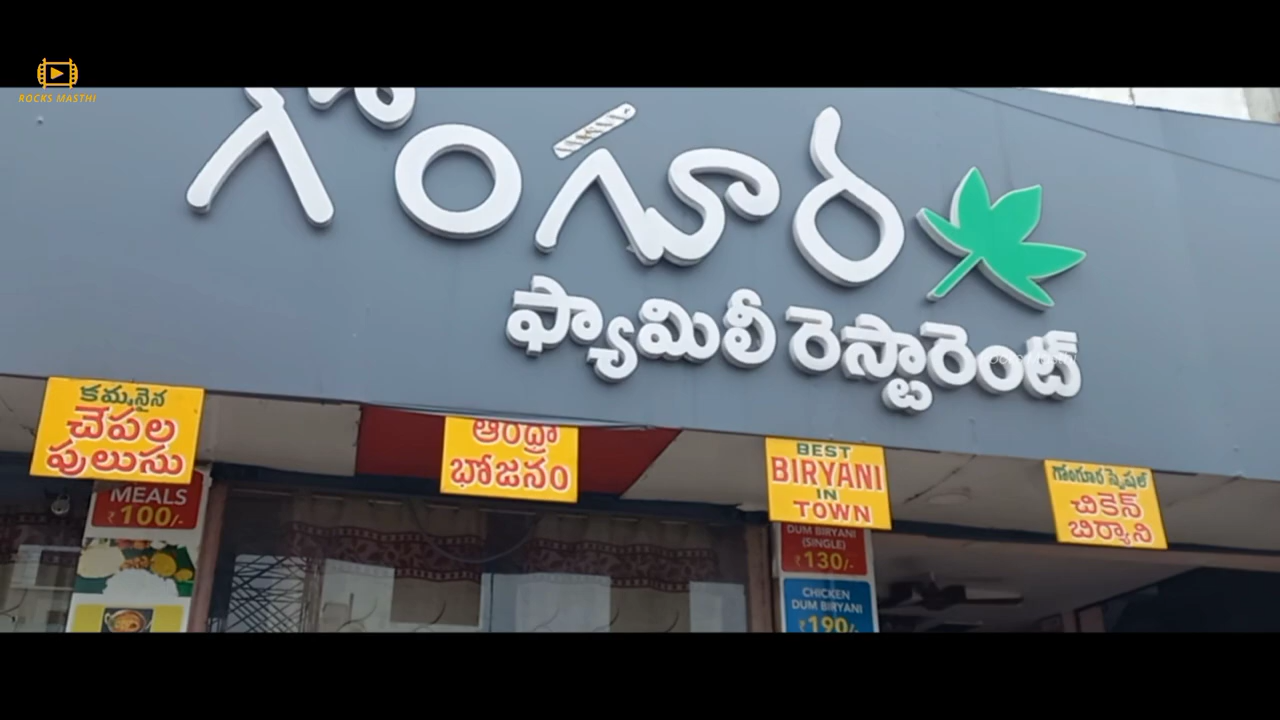 ROCKS MASTHI
గోంగూర
ఫ్యామిలీ రెస్టారెంట్
కమ్మనైన
చేపల
పులుసు
ఆంధ్రా
భోజనం
BEST
BIRYANI
IN
TOWN
గోంగూర స్పెషల్
చికెన్
బిర్యాని
MEALS
₹100/-
DUM BIRYANI
(SINGLE)
₹130/-
CHICKEN
DUM BIRYANI
₹190/-